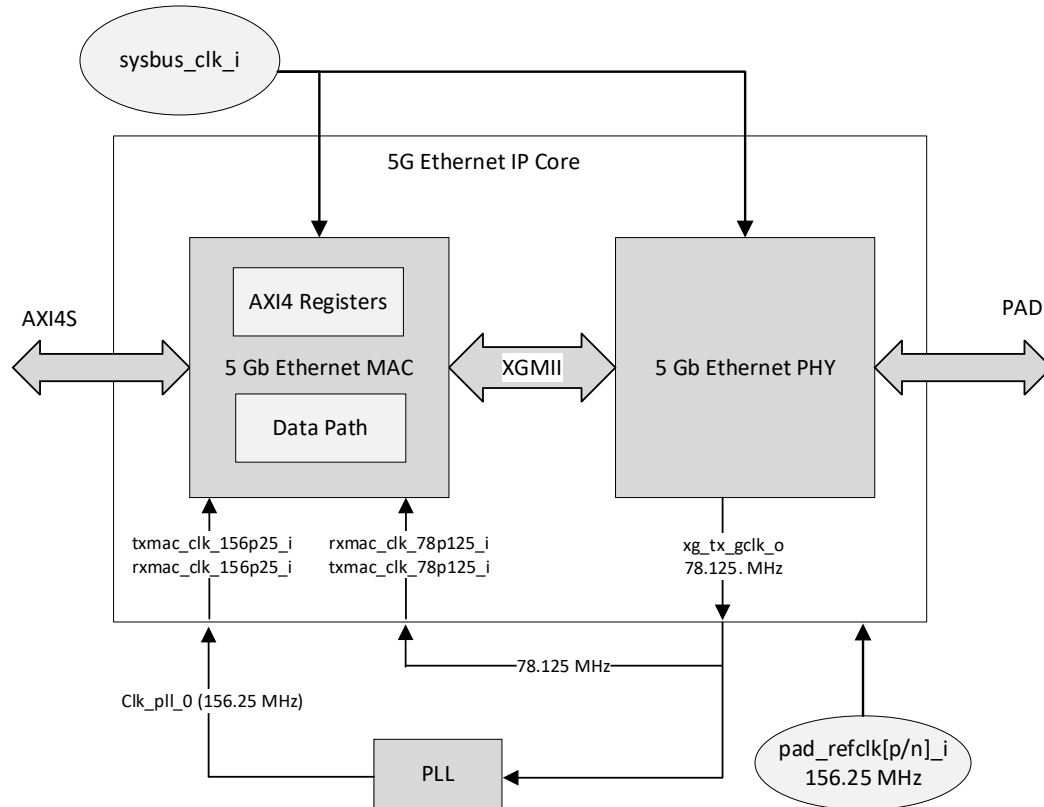 sysbus_clk_i
5G Ethernet IP Core
AXI4 Registers
AXI4S
PAD
5 Gb Ethernet MAC
XGMII
5 Gb Ethernet PHY
Data Path
txmac_clk_156p25_i
rxmac_clk_156p25_i
rxmac_clk_78p125_i
txmac_clk_78p125_i
xg_tx_gclk_o
78.125. MHz
78.125 MHz
Clk_pll_0 (156.25 MHz)
pad_refclk[p/n]_i
156.25 MHz
PLL